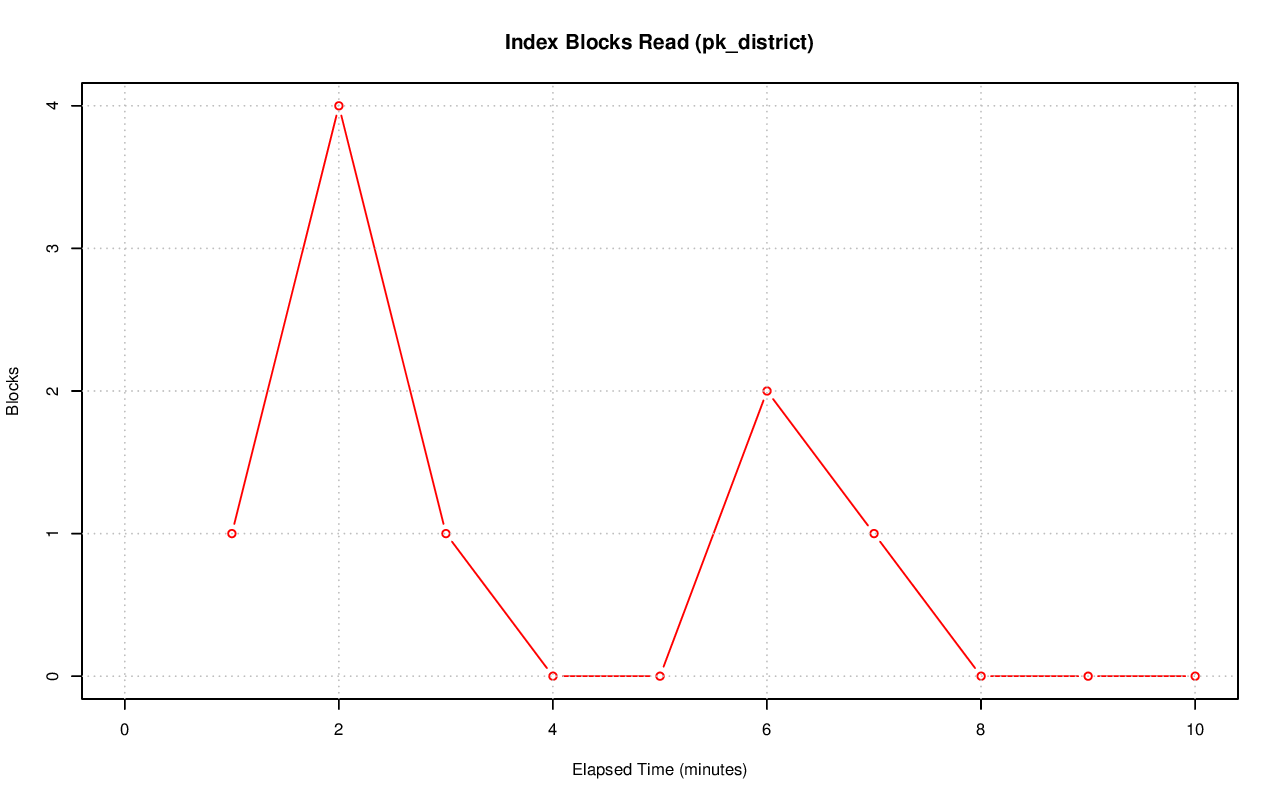 Index Blocks Read (pk_district)
4
3
2
1
0
Blocks
0 2 4 6 8 10
Elapsed Time (minutes)